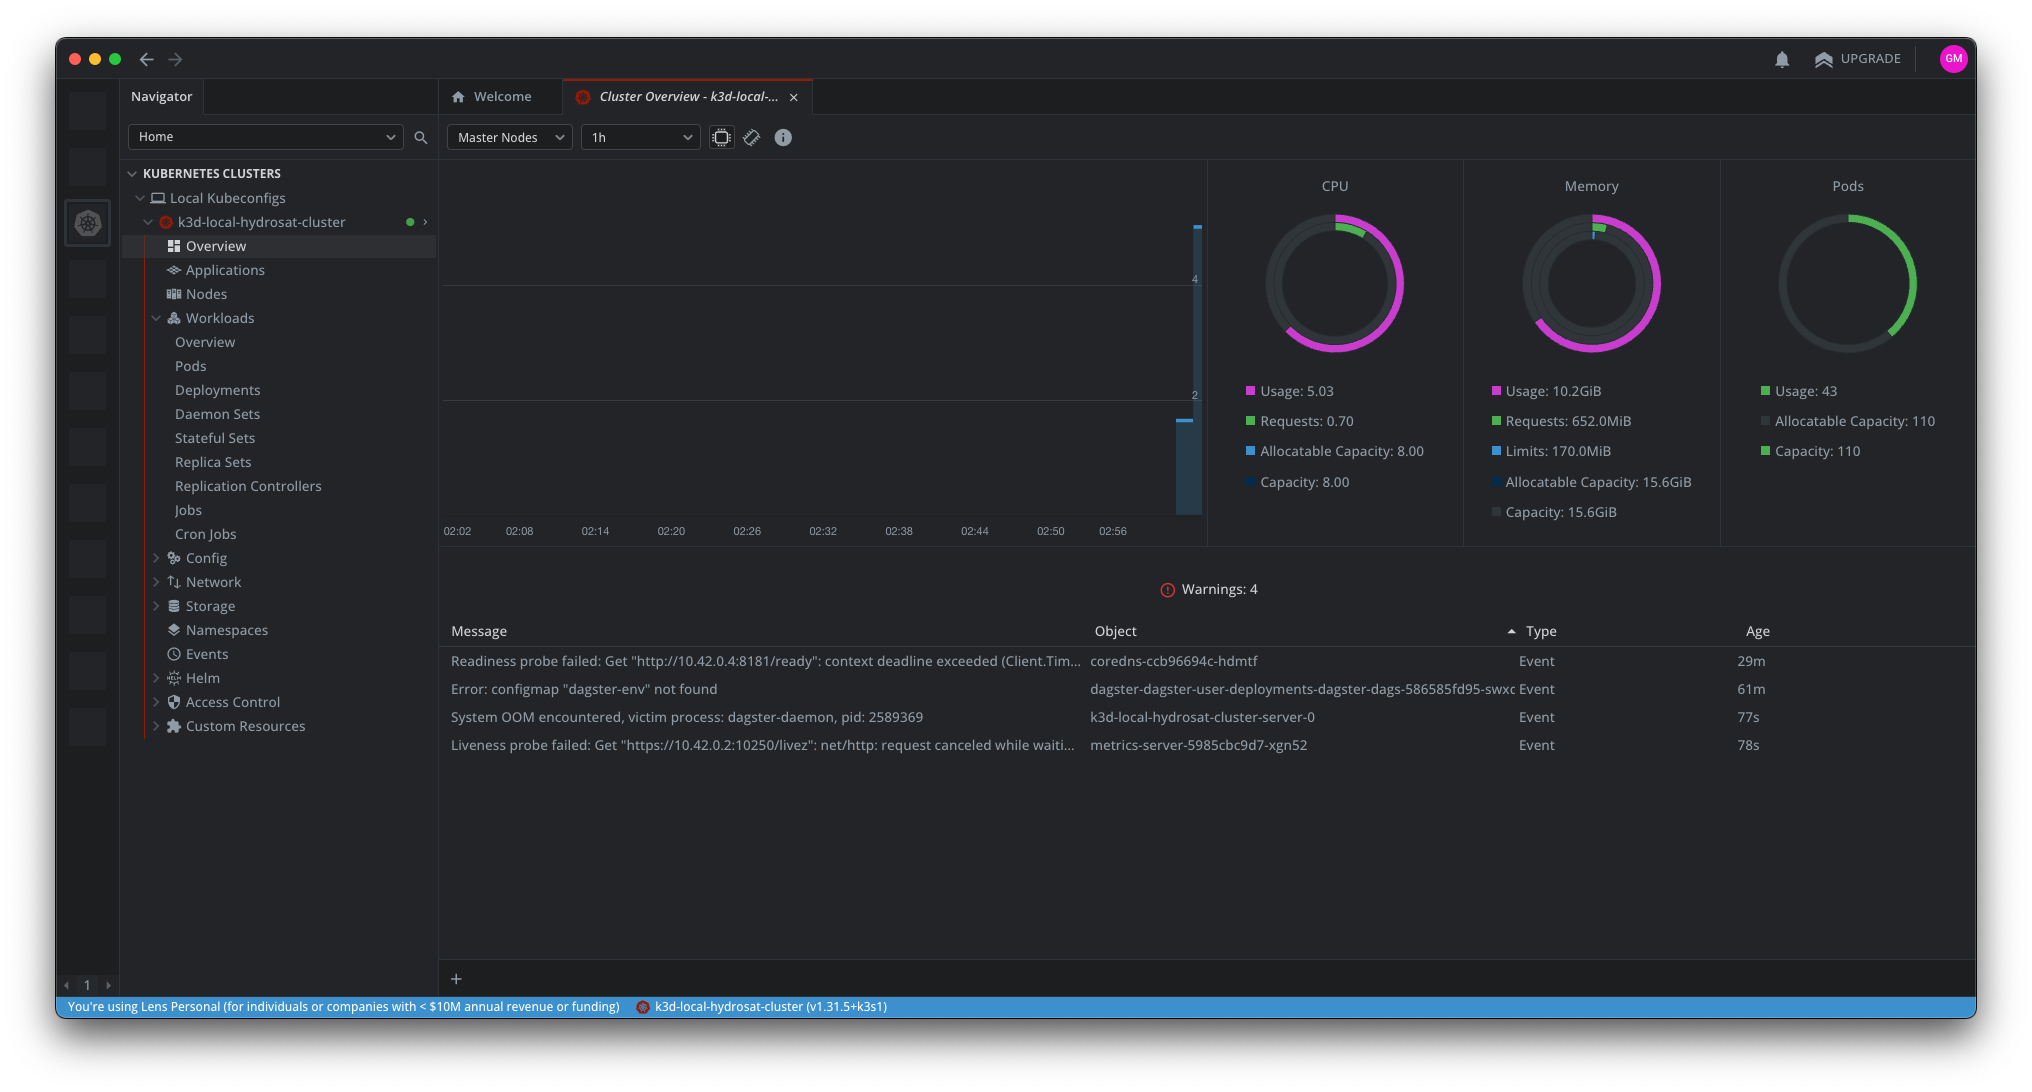 UPGRADE
GM
Navigator
Welcome
Cluster Overview - k3d-local-...
Home
Master Nodes
1h
KUBERNETES CLUSTERS
Local Kubeconfigs
k3d-local-hydrosat-cluster
Overview
Applications
Nodes
Workloads
Overview
Pods
Deployments
Daemon Sets
Stateful Sets
Replica Sets
Replication Controllers
Jobs
Cron Jobs
Config
Network
Storage
Namespaces
Events
Helm
Access Control
Custom Resources
1
4
2
02:02 02:08 02:14 02:20 02:26 02:32 02:38 02:44 02:50 02:56
CPU
Usage: 5.03
Requests: 0.70
Allocatable Capacity: 8.00
Capacity: 8.00
Memory
Usage: 10.2GiB
Requests: 652.0MiB
Limits: 170.0MiB
Allocatable Capacity: 15.6GiB
Capacity: 15.6GiB
Pods
Usage: 43
Allocatable Capacity: 110
Capacity: 110
Warnings: 4
Message Object Type Age
Readiness probe failed: Get "http://10.42.0.4:8181/ready": context deadline exceeded (Client.Tim... coredns-ccb96694c-hdmtf Event 29m
Error: configmap "dagster-env" not found dagster-dagster-user-deployments-dagster-dags-586585fd95-swxc Event 61m
System OOM encountered, victim process: dagster-daemon, pid: 2589369 k3d-local-hydrosat-cluster-server-0 Event 77s
Liveness probe failed: Get "https://10.42.0.2:10250/livez": net/http: request canceled while waiti... metrics-server-5985cbc9d7-xgn52 Event 78s
+
You're using Lens Personal (for individuals or companies with < $10M annual revenue or funding) k3d-local-hydrosat-cluster (v1.31.5+k3s1)